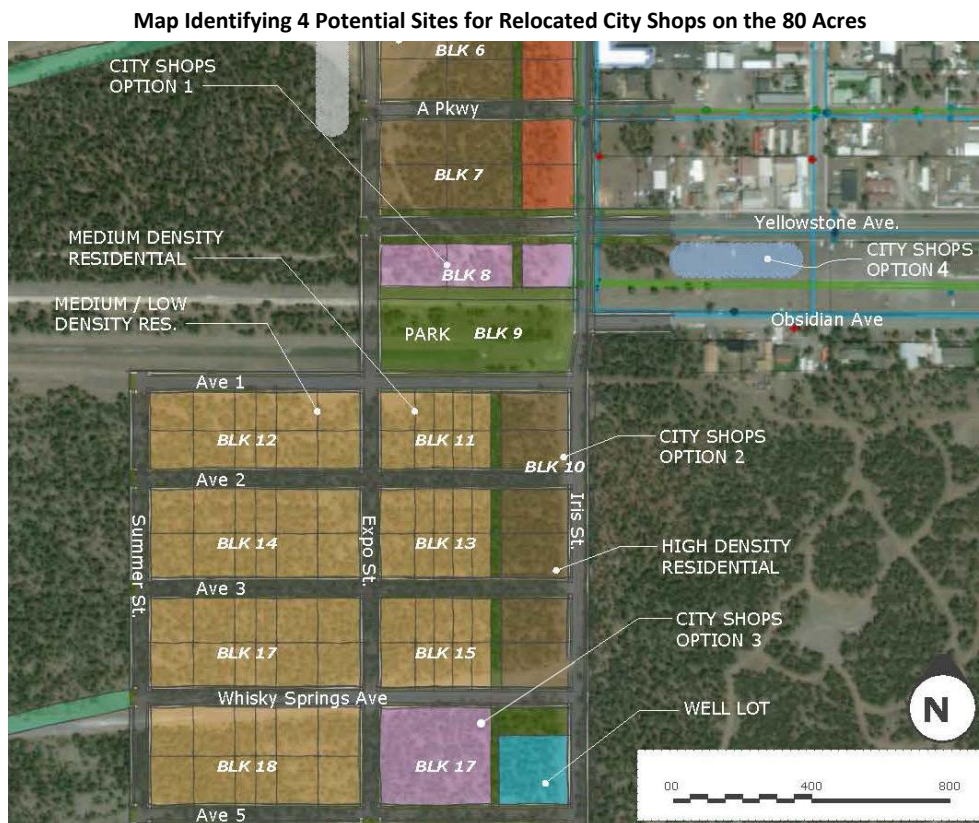 Map Identifying 4 Potential Sites for Relocated City Shops on the 80 Acres
BLK 6
CITY SHOPS
OPTION 1
A Pkwy
BLK 7
Yellowstone Ave.
MEDIUM DENSITY
RESIDENTIAL
BLK 8
CITY SHOPS
OPTION 4
MEDIUM / LOW
DENSITY RES.
PARK BLK 9
Obsidian Ave
Ave 1
BLK 12
BLK 11
CITY SHOPS
OPTION 2
BLK 10
Ave 2
Summer St.
Expo St.
Iris St.
BLK 14
BLK 13
HIGH DENSITY
RESIDENTIAL
Ave 3
CITY SHOPS
OPTION 3
BLK 17
BLK 15
Whisky Springs Ave
WELL LOT
N
BLK 18
BLK 17
00 400 800
Ave 5